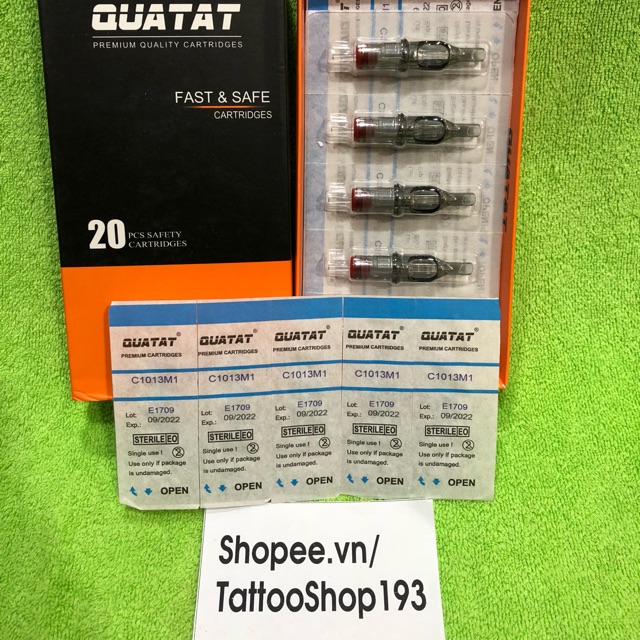 QUATAT
PREMIUM QUALITY CARTRIDGES
FAST & SAFE
CARTRIDGES
20 PCS SAFETY
CARTRIDGES
QUATAT
QUATAT® QUATAT® QUATAT® QUATAT® QUATAT®
PREMIUM CARTRIDGES PREMIUM CARTRIDGES PREMIUM CARTRIDGES PREMIUM CARTRIDGES PREMIUM CARTRIDGES
C1013M1 C1013M1 C1013M1 C1013M1 C1013M1
Lot: E1709 Lot: E1709 Lot: E1709 Lot: E1709 Lot: E1709
Exp.: 09/2022 Exp.: 09/2022 Exp.: 09/2022 Exp.: 09/2022 Exp.: 09/2022
STERILE EO STERILE EO STERILE EO STERILE EO STERILE EO
Single use ! 2 Single use ! 2 Single use ! 2 Single use ! 2 Single use ! 2
Use only if package Use only if package Use only if package Use only if package Use only if package
is undamaged. is undamaged. is undamaged. is undamaged. is undamaged.
OPEN OPEN OPEN OPEN OPEN
Shopee.vn/
TattooShop193